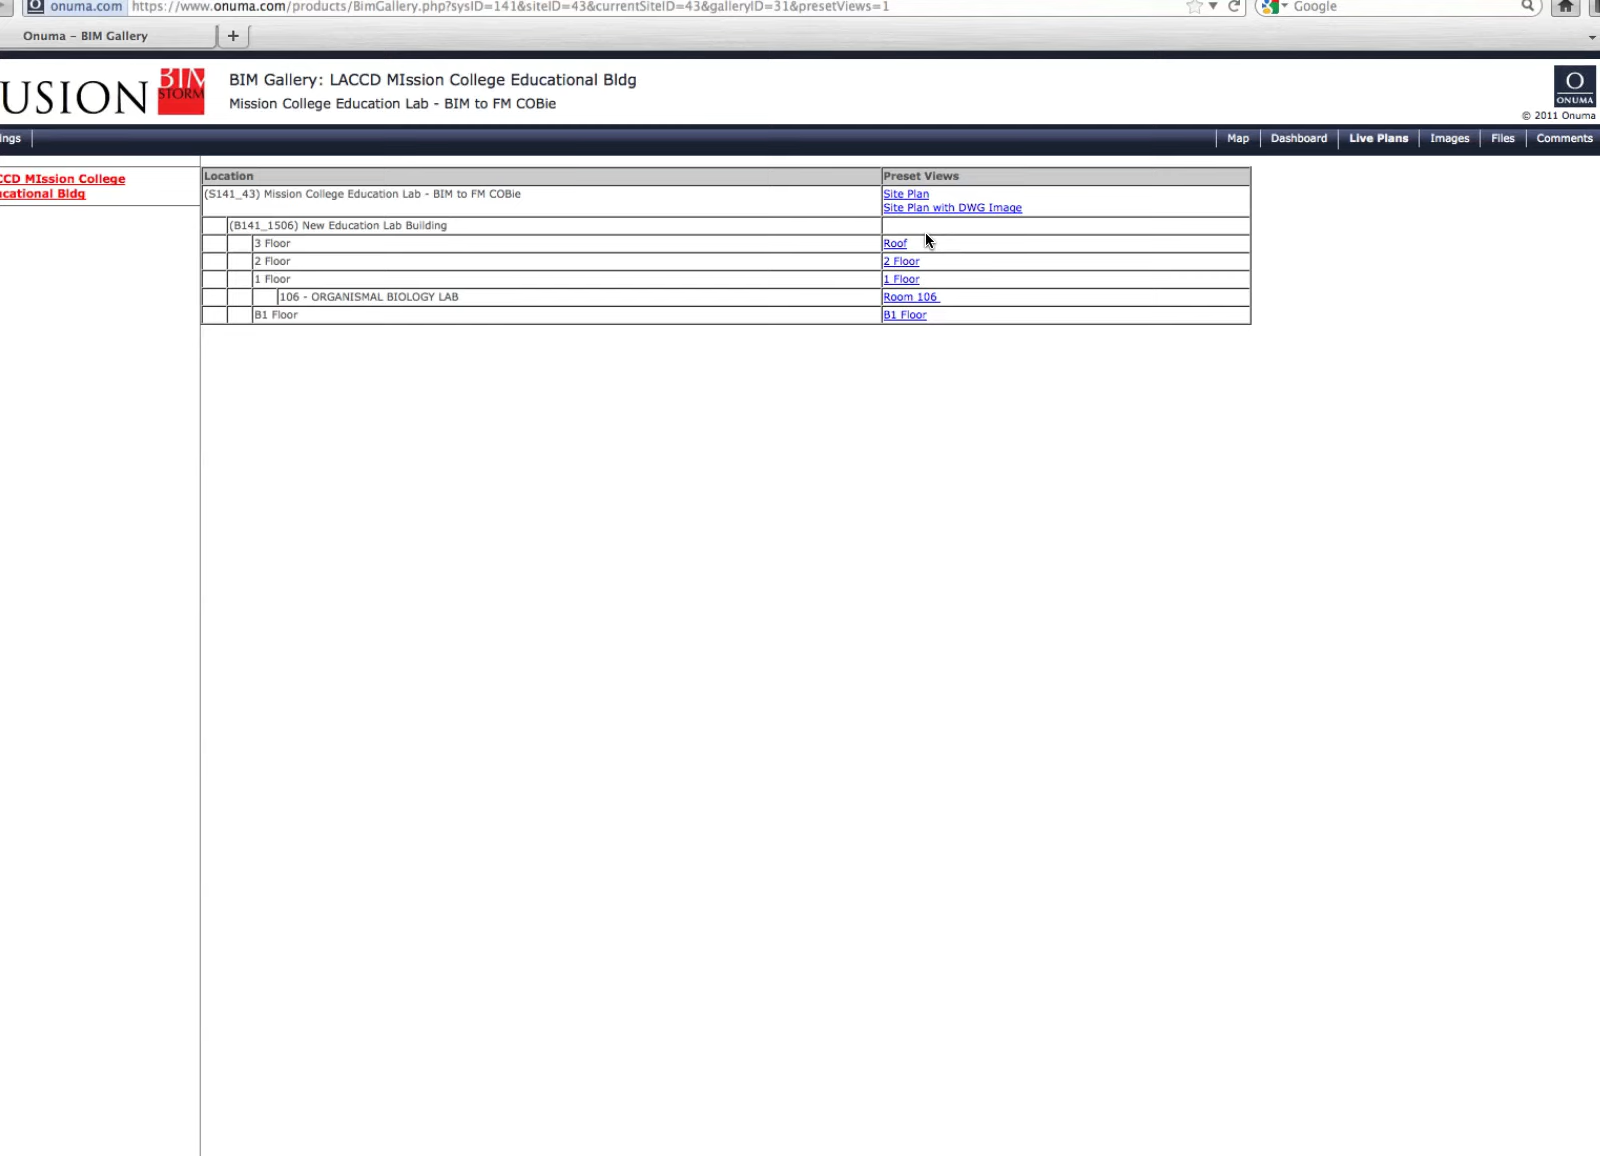 onuma.com https://www.onuma.com/products/BimGallery.php?sysID=141&siteID=43&currentSiteID=43&galleryID=31&presetViews=1 Google
Onuma – BIM Gallery +
USION BIM STORM
BIM Gallery: LACCD MIssion College Educational Bldg
Mission College Education Lab - BIM to FM COBie
O ONUMA
© 2011 Onuma
ings Map Dashboard Live Plans Images Files Comments
CCD MIssion College
ucational Bldg
Location Preset Views
(S141_43) Mission College Education Lab - BIM to FM COBie Site Plan
Site Plan with DWG Image
(B141_1506) New Education Lab Building
3 Floor Roof
2 Floor 2 Floor
1 Floor 1 Floor
106 - ORGANISMAL BIOLOGY LAB Room 106
B1 Floor B1 Floor